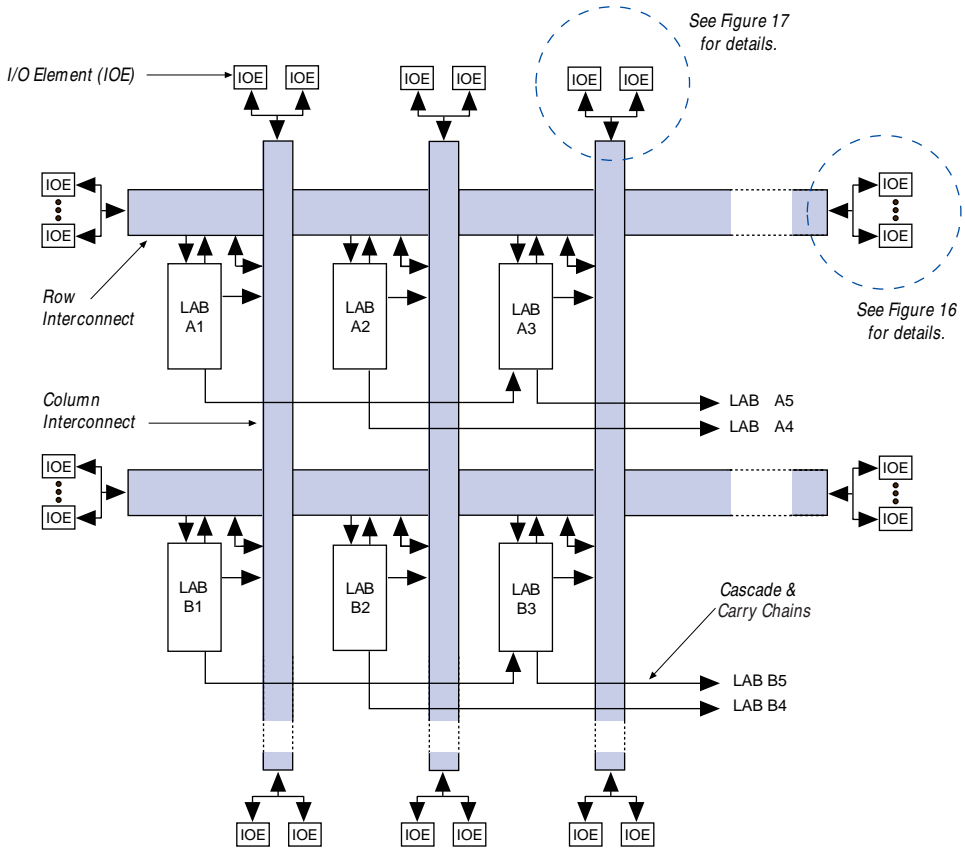 See Figure 17
for details.
I/O Element (IOE)
IOE IOE IOE IOE IOE IOE
IOE IOE
IOE IOE
Row
Interconnect
LAB
A1
LAB
A2
LAB
A3
See Figure 16
for details.
Column
Interconnect
LAB A5
LAB A4
IOE IOE
IOE IOE
LAB
B1
LAB
B2
LAB
B3
Cascade &
Carry Chains
LAB B5
LAB B4
IOE IOE IOE IOE IOE IOE